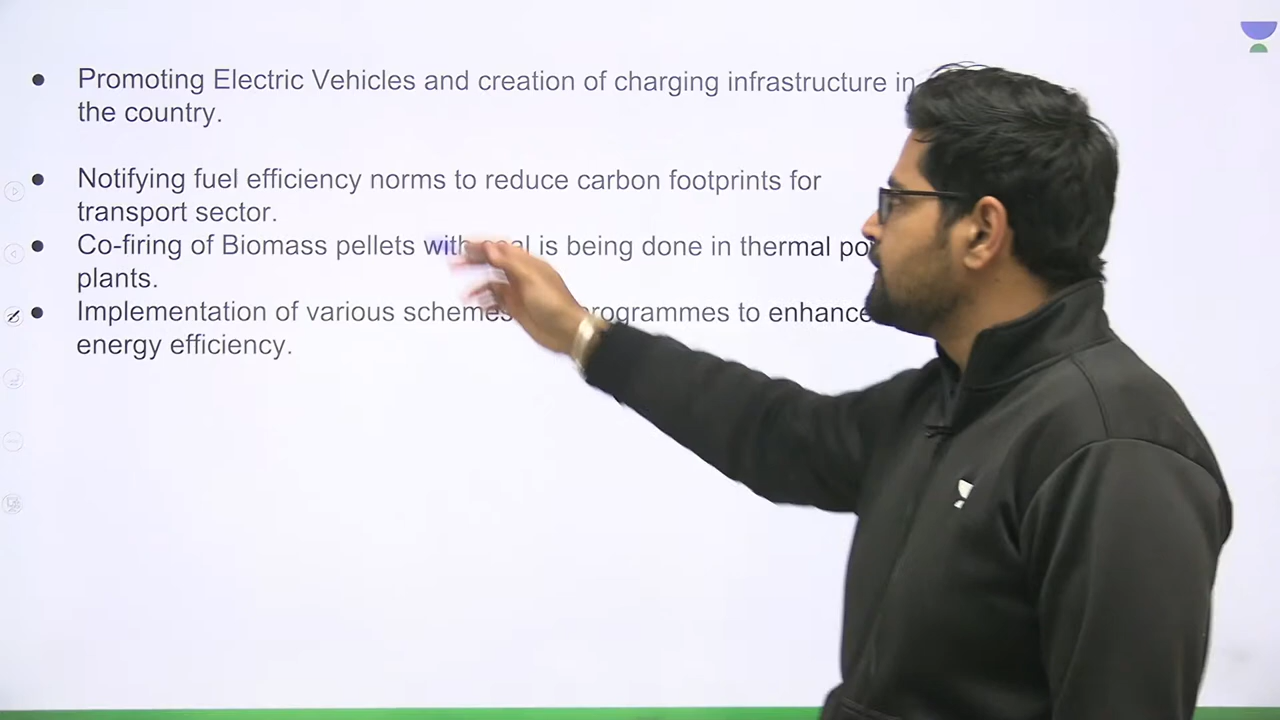 Promoting Electric Vehicles and creation of charging infrastructure in
the country.
Notifying fuel efficiency norms to reduce carbon footprints for
transport sector.
Co-firing of Biomass pellets with is being done in thermal
plants.
Implementation of various schemes programmes to enhance
energy efficiency.